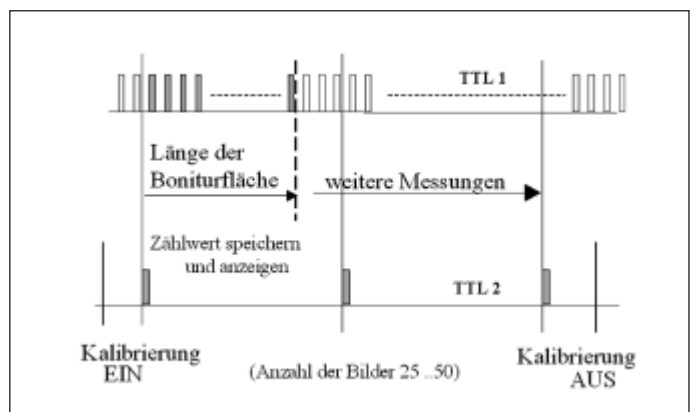 TTL 1
Länge der
Boniturfläche
weitere Messungen
Zählwert speichern
und anzeigen
TTL 2
Kalibrierung
EIN
(Anzahl der Bilder 25 ..50)
Kalibrierung
AUS